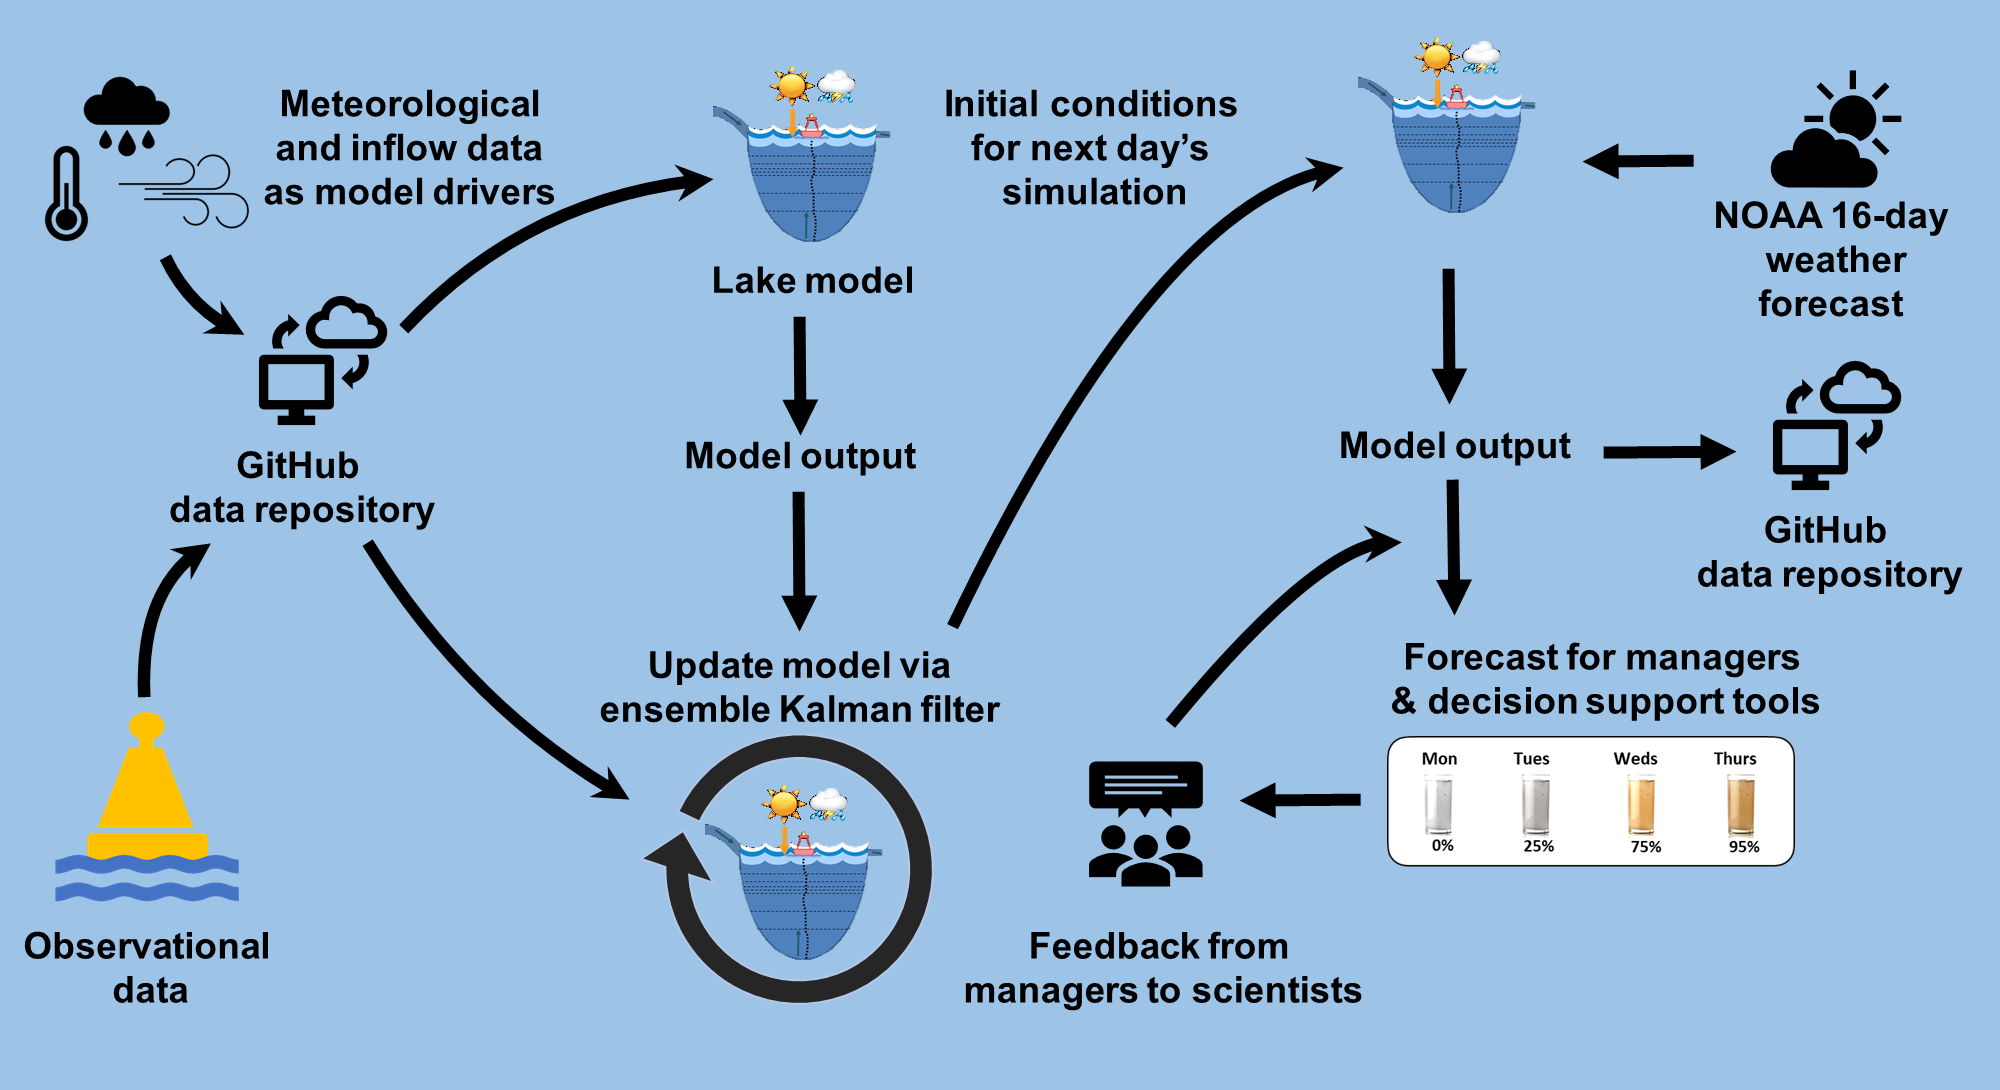 Meteorological
and inflow data
as model drivers
GitHub
data repository
Observational
data
Lake model
Model output
Update model via
ensemble Kalman filter
Initial conditions
for next day's
simulation
NOAA 16-day
weather
forecast
Model output
GitHub
data repository
Forecast for managers
& decision support tools
Mon Tues Weds Thurs
0% 25% 75% 95%
Feedback from
managers to scientists